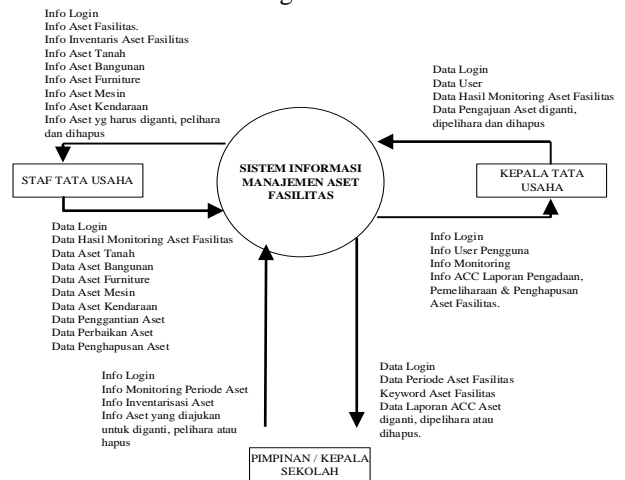 Info Login
Info Aset Fasilitas.
Info Inventaris Aset Fasilitas
Info Aset Tanah
Info Aset Bangunan
Info Aset Furniture
Info Aset Mesin
Info Aset Kendaraan
Info Aset yg harus diganti, pelihara
dan dihapus
Data Login
Data User
Data Hasil Monitoring Aset Fasilitas
Data Pengajuan Aset diganti,
dipelihara dan dihapus
STAF TATA USAHA
SISTEM INFORMASI
MANAJEMEN ASET
FASILITAS
KEPALA TATA
USAHA
Data Login
Data Hasil Monitoring Aset Fasilitas
Data Aset Tanah
Data Aset Bangunan
Data Aset Furniture
Data Aset Mesin
Data Aset Kendaraan
Data Penggantian Aset
Data Perbaikan Aset
Data Penghapusan Aset
Info Login
Info User Pengguna
Info Monitoring
Info ACC Laporan Pengadaan,
Pemeliharaan & Penghapusan
Aset Fasilitas.
Info Login
Info Monitoring Periode Aset
Info Inventarisasi Aset
Info Aset yang diajukan
untuk diganti, pelihara atau
hapus
Data Login
Data Periode Aset Fasilitas
Keyword Aset Fasilitas
Data Laporan ACC Aset
diganti, dipelihara atau
dihapus.
PIMPINAN / KEPALA
SEKOLAH